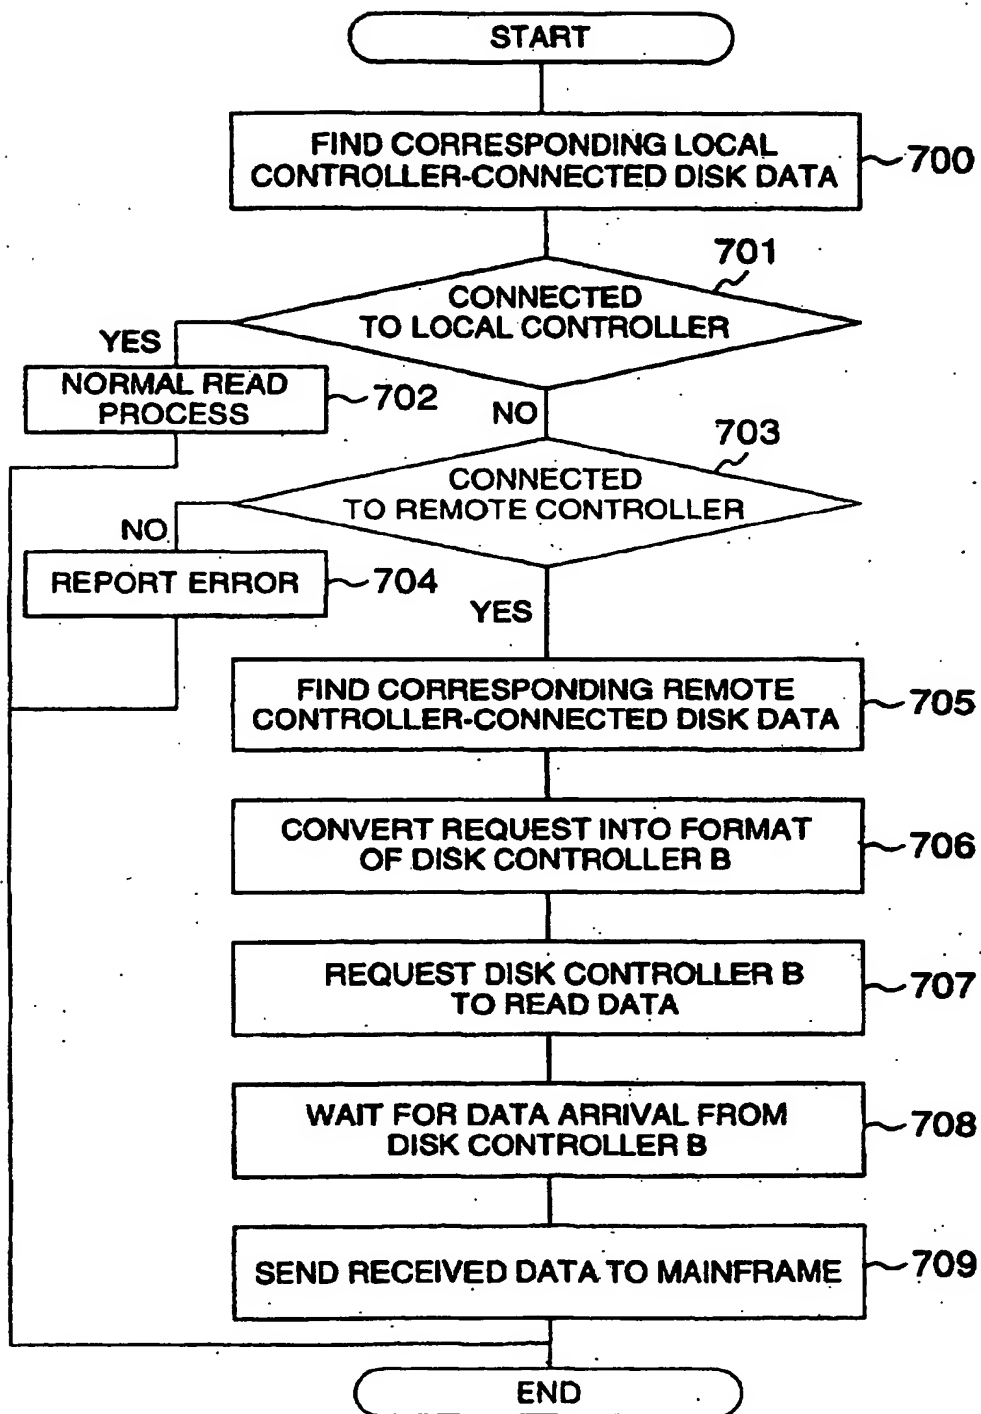 START
FIND CORRESPONDING LOCAL
CONTROLLER-CONNECTED DISK DATA
700
701
CONNECTED
TO LOCAL CONTROLLER
YES
NORMAL READ
PROCESS
702
NO
703
CONNECTED
TO REMOTE CONTROLLER
NO
REPORT ERROR
704
YES
FIND CORRESPONDING REMOTE
CONTROLLER-CONNECTED DISK DATA
705
CONVERT REQUEST INTO FORMAT
OF DISK CONTROLLER B
706
REQUEST DISK CONTROLLER B
TO READ DATA
707
WAIT FOR DATA ARRIVAL FROM
DISK CONTROLLER B
708
SEND RECEIVED DATA TO MAINFRAME
709
END